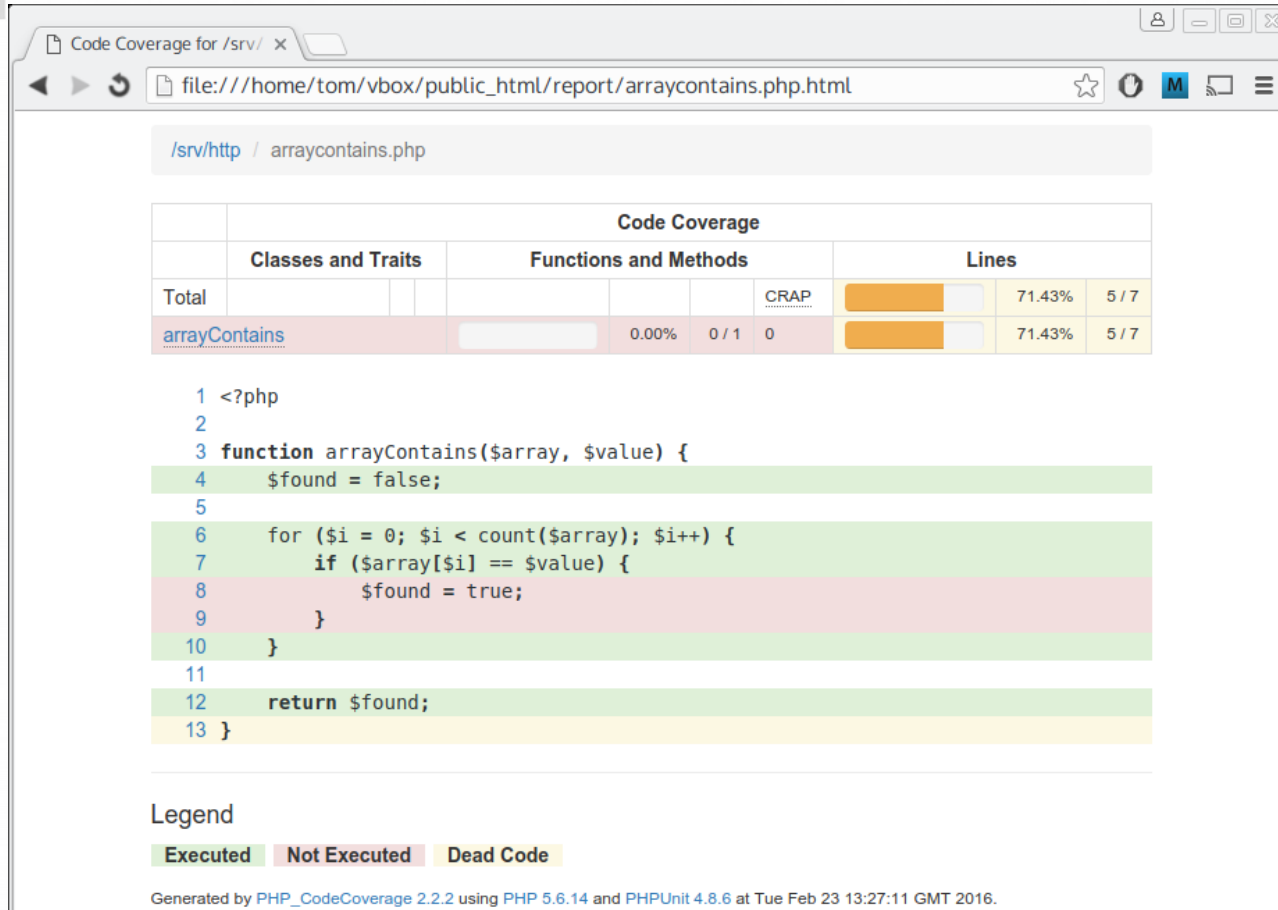 Code Coverage for /srv/
file:///home/tom/vbox/public_html/report/arraycontains.php.html
M
/srv/http / arraycontains.php
Code Coverage
Classes and Traits Functions and Methods Lines
Total CRAP 71.43% 5 / 7
arrayContains 0.00% 0 / 1 0 71.43% 5 / 7
1 <?php
2
3 function arrayContains($array, $value) {
4     $found = false;
5
6     for ($i = 0; $i < count($array); $i++) {
7         if ($array[$i] == $value) {
8             $found = true;
9         }
10     }
11
12     return $found;
13 }
Legend
Executed Not Executed Dead Code
Generated by PHP_CodeCoverage 2.2.2 using PHP 5.6.14 and PHPUnit 4.8.6 at Tue Feb 23 13:27:11 GMT 2016.